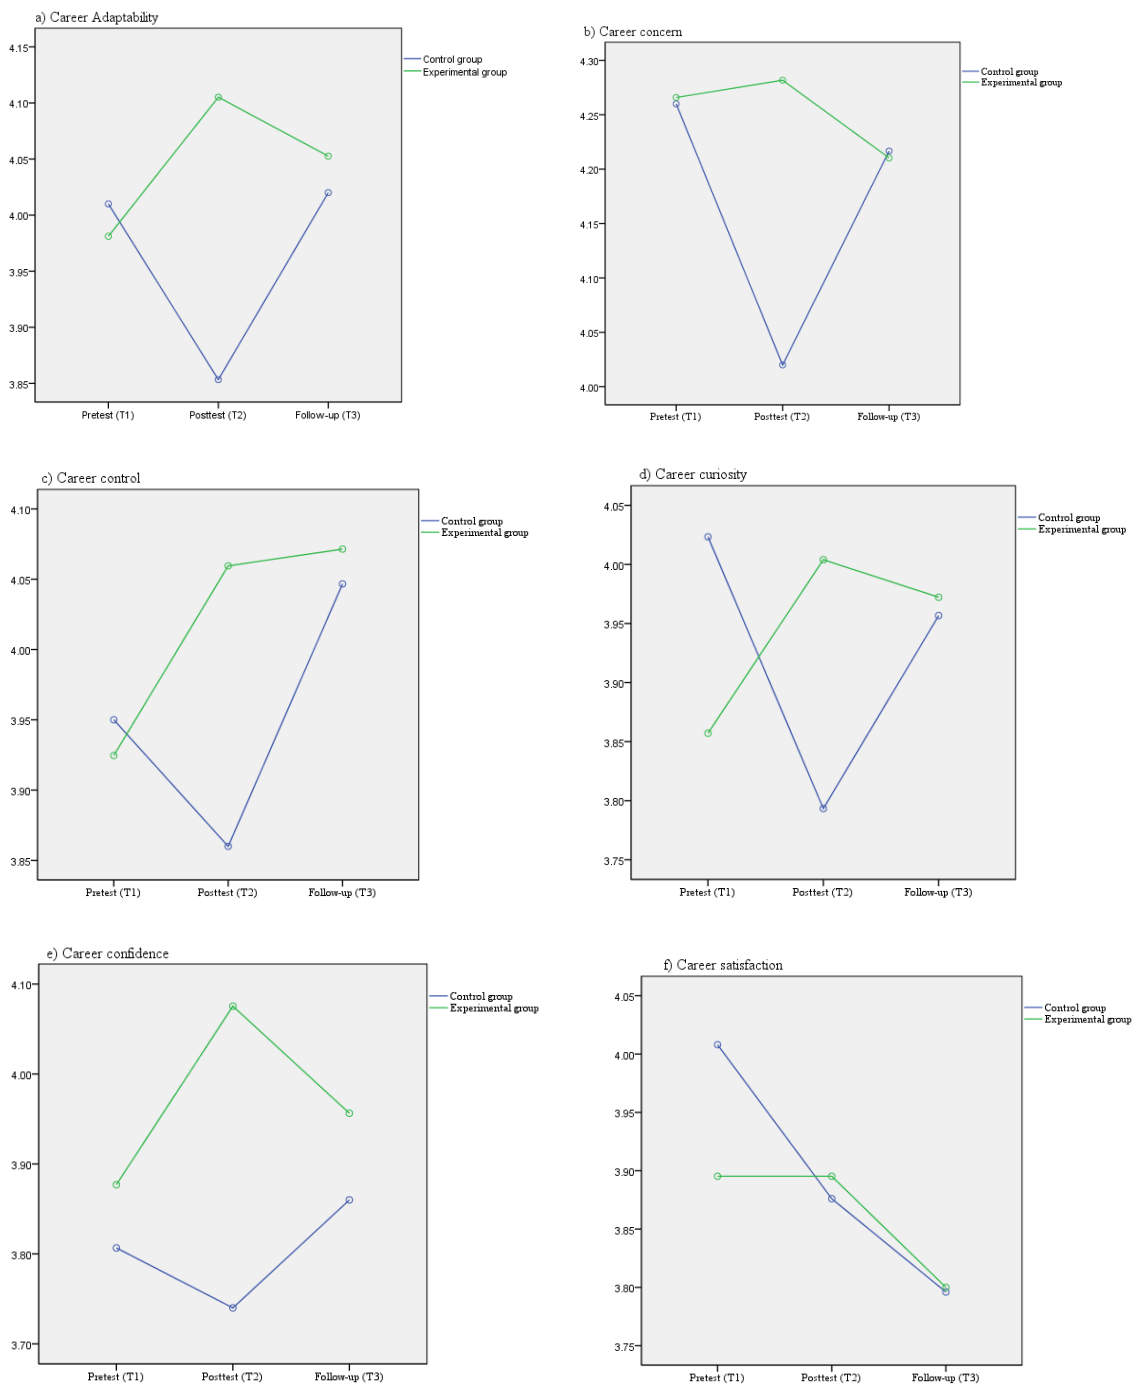 a) Career Adaptability
4.15
4.10
4.05
4.00
3.95
3.90
3.85
Pretest (T1) Posttest (T2) Follow-up (T3)
Control group
Experimental group
b) Career concern
4.30
4.25
4.20
4.15
4.10
4.05
4.00
Pretest (T1) Posttest (T2) Follow-up (T3)
Control group
Experimental group
c) Career control
4.10
4.05
4.00
3.95
3.90
3.85
Pretest (T1) Posttest (T2) Follow-up (T3)
Control group
Experimental group
d) Career curiosity
4.05
4.00
3.95
3.90
3.85
3.80
3.75
Pretest (T1) Posttest (T2) Follow-up (T3)
Control group
Experimental group
e) Career confidence
4.10
4.00
3.90
3.80
3.70
Pretest (T1) Posttest (T2) Follow-up (T3)
Control group
Experimental group
f) Career satisfaction
4.05
4.00
3.95
3.90
3.85
3.80
3.75
Pretest (T1) Posttest (T2) Follow-up (T3)
Control group
Experimental group